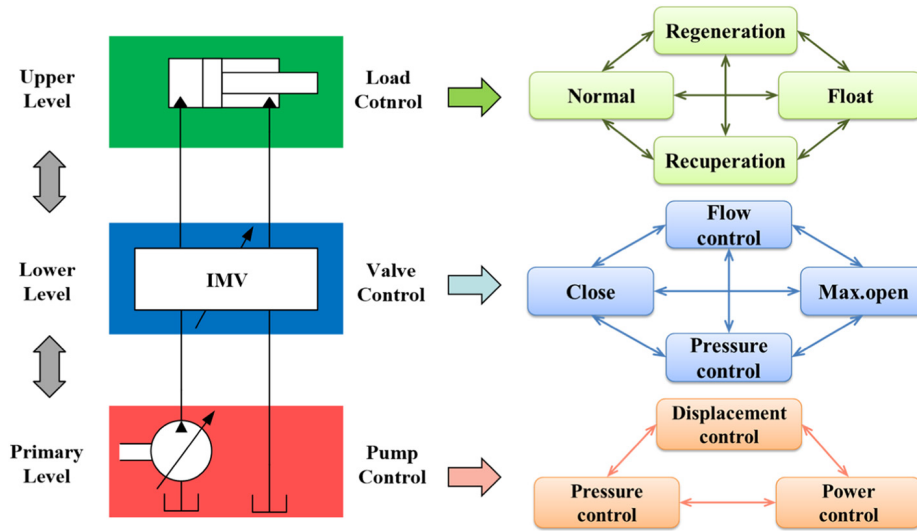 Upper
Level
Load
Cotnrol
Regeneration
Normal
Float
Recuperation
Lower
Level
IMV
Valve
Control
Flow
control
Close
Max.open
Pressure
control
Primary
Level
Pump
Control
Displacement
control
Pressure
control
Power
control